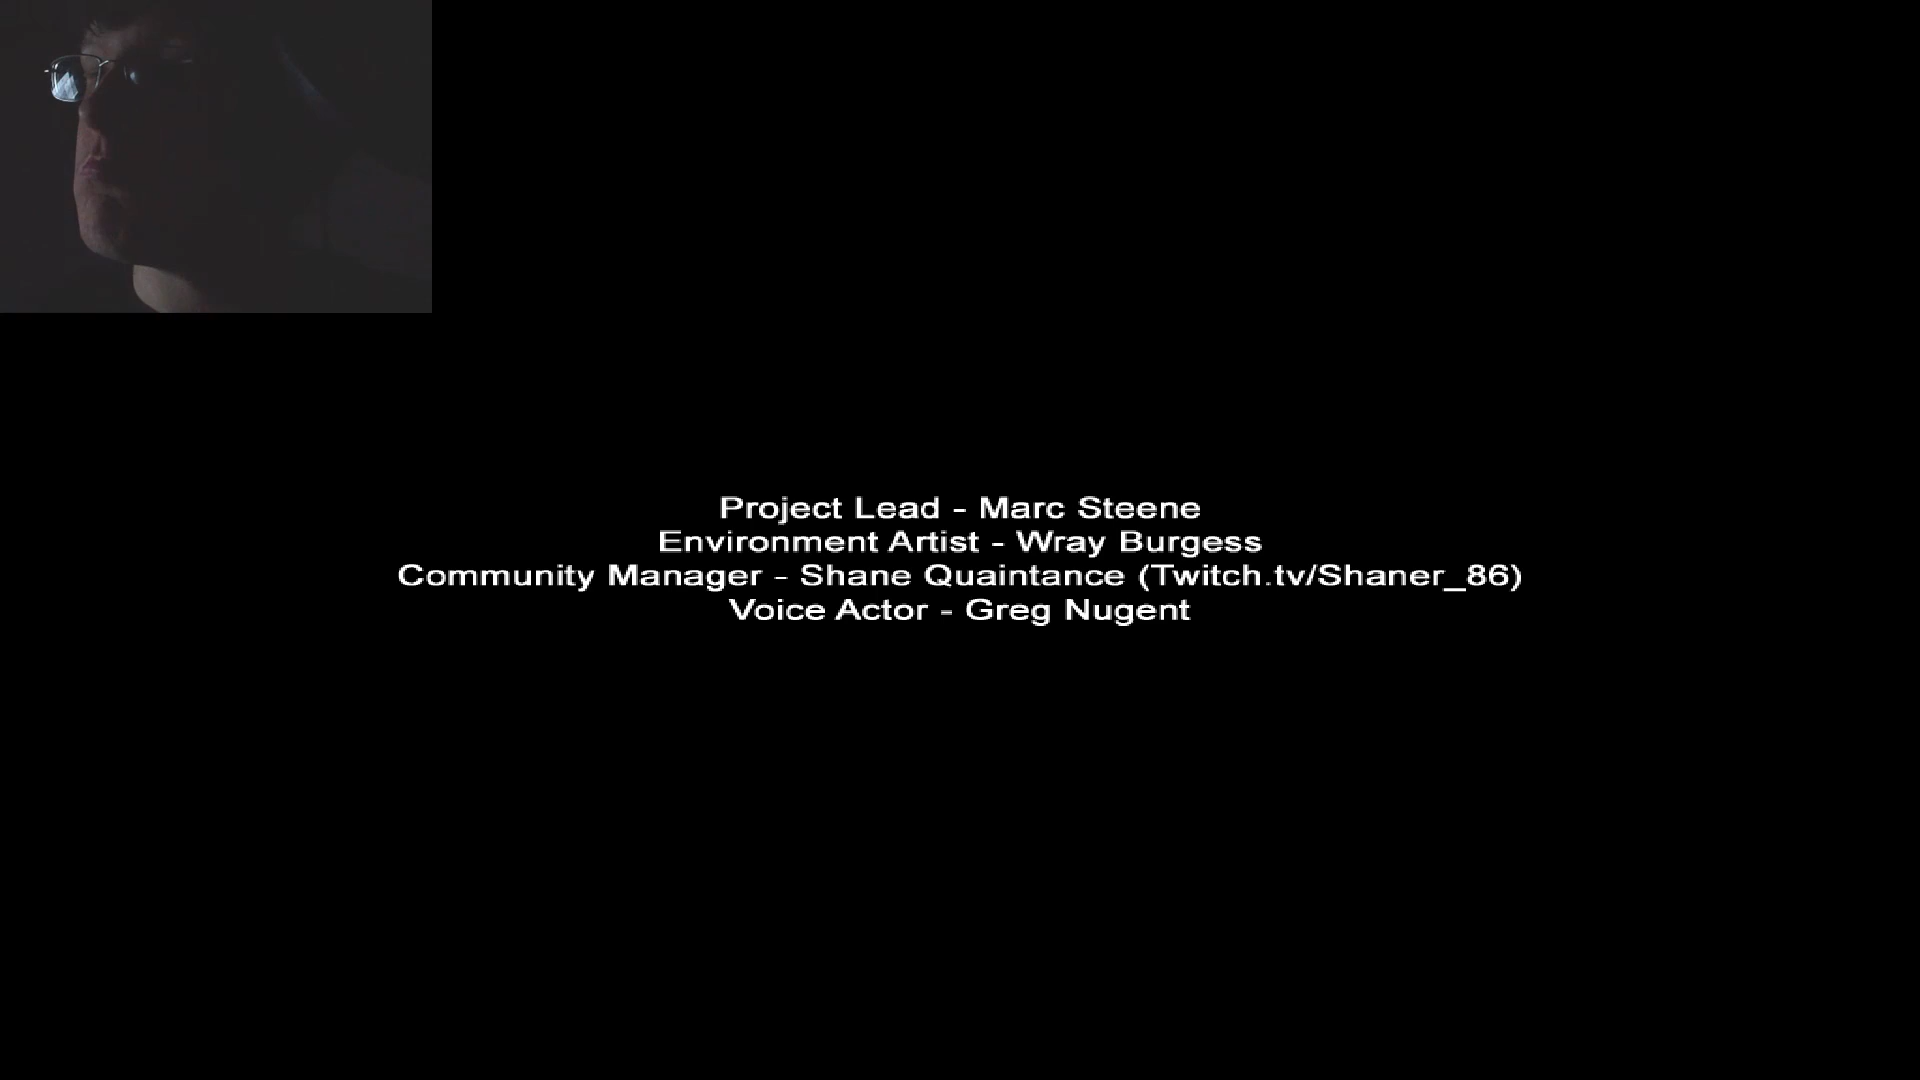 Project Lead - Marc Steene
Environment Artist - Wray Burgess
Community Manager - Shane Quaintance (Twitch.tv/Shaner_86)
Voice Actor - Greg Nugent